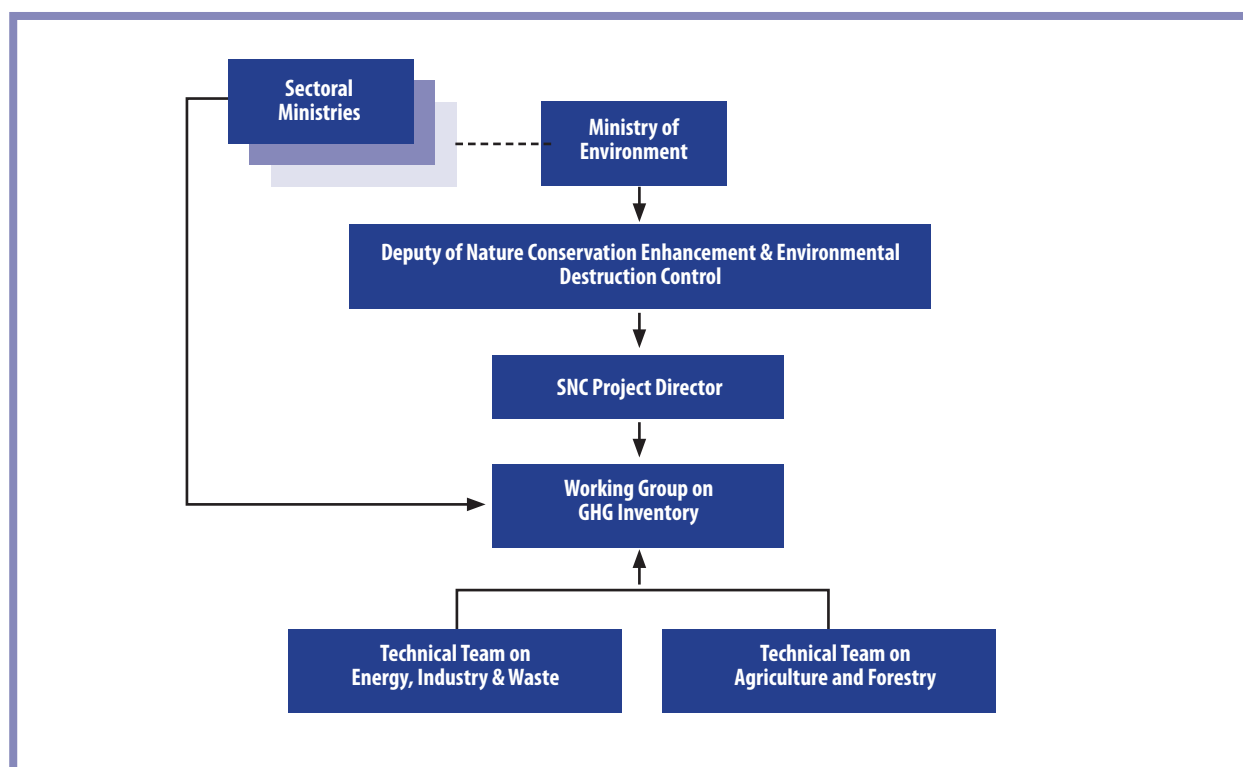 Sectoral
Ministries
Ministry of
Environment
Deputy of Nature Conservation Enhancement & Environmental
Destruction Control
SNC Project Director
Working Group on
GHG Inventory
Technical Team on
Energy, Industry & Waste
Technical Team on
Agriculture and Forestry